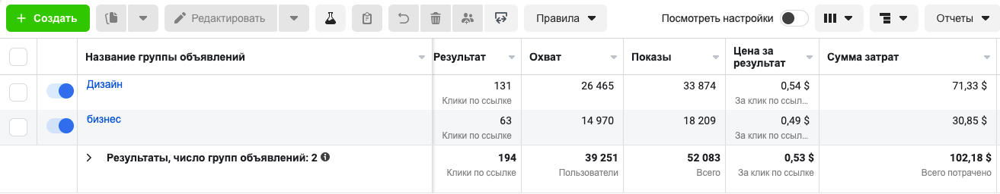 + Создать
Редактировать
Правила
Посмотреть настройки
Отчеты
Название группы объявлений
Результат
Охват
Показы
Цена за
результат
Сумма затрат
Дизайн
131
26 465
33 874
0,54 $
71,33 $
Клики по ссылке
За клик по ссыл...
бизнес
63
14 970
18 209
0,49 $
30,85 $
Клики по ссылке
За клик по ссыл...
Результаты, число групп объявлений: 2
194
39 251
52 083
0,53 $
102,18 $
Клики по ссылке
Пользователи
Всего
За клик по ссылке
Всего потрачено